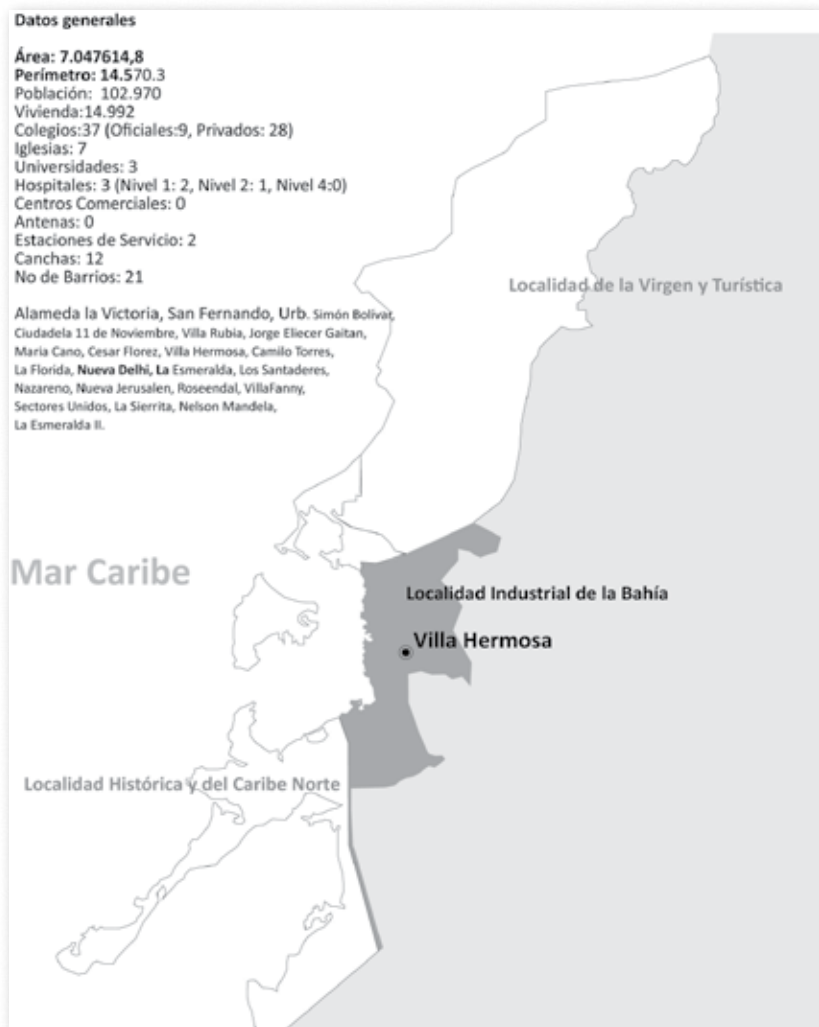 Datos generales
Área: 7.047614,8
Perímetro: 14.570.3
Población: 102.970
Vivienda:14.992
Colegios:37 (Oficiales:9, Privados: 28)
Iglesias: 7
Universidades: 3
Hospitales: 3 (Nivel 1: 2, Nivel 2: 1, Nivel 4:0)
Centros Comerciales: 0
Antenas: 0
Estaciones de Servicio: 2
Canchas: 12
No de Barrios: 21
Alameda la Victoria, San Fernando, Urb. Simón Bolívar,
Ciudadela 11 de Noviembre, Villa Rubia, Jorge Eliecer Gaitan,
Maria Cano, Cesar Florez, Villa Hermosa, Camilo Torres,
La Florida, Nueva Delhi, La Esmeralda, Los Santaderes,
Nazareno, Nueva Jerusalen, Roseendal, VillaFanny,
Sectores Unidos, La Sierrita, Nelson Mandela,
La Esmeralda II.
Localidad de la Virgen y Turística
Mar Caribe
Localidad Industrial de la Bahía
Villa Hermosa
Localidad Histórica y del Caribe Norte